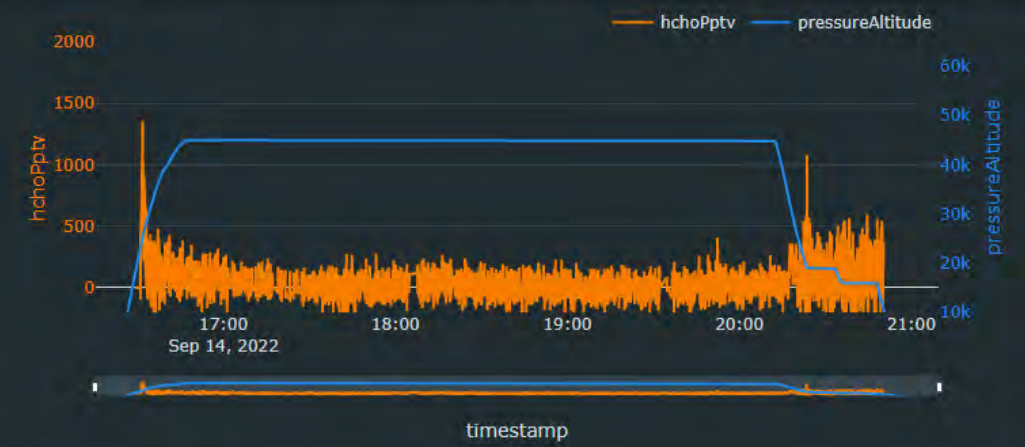 hchoPptv pressureAltitude
2000
1500
1000
500
0
hchoPptv
60k
50k
40k
30k
20k
10k
pressureAltitude
17:00 18:00 19:00 20:00 21:00
Sep 14, 2022
timestamp